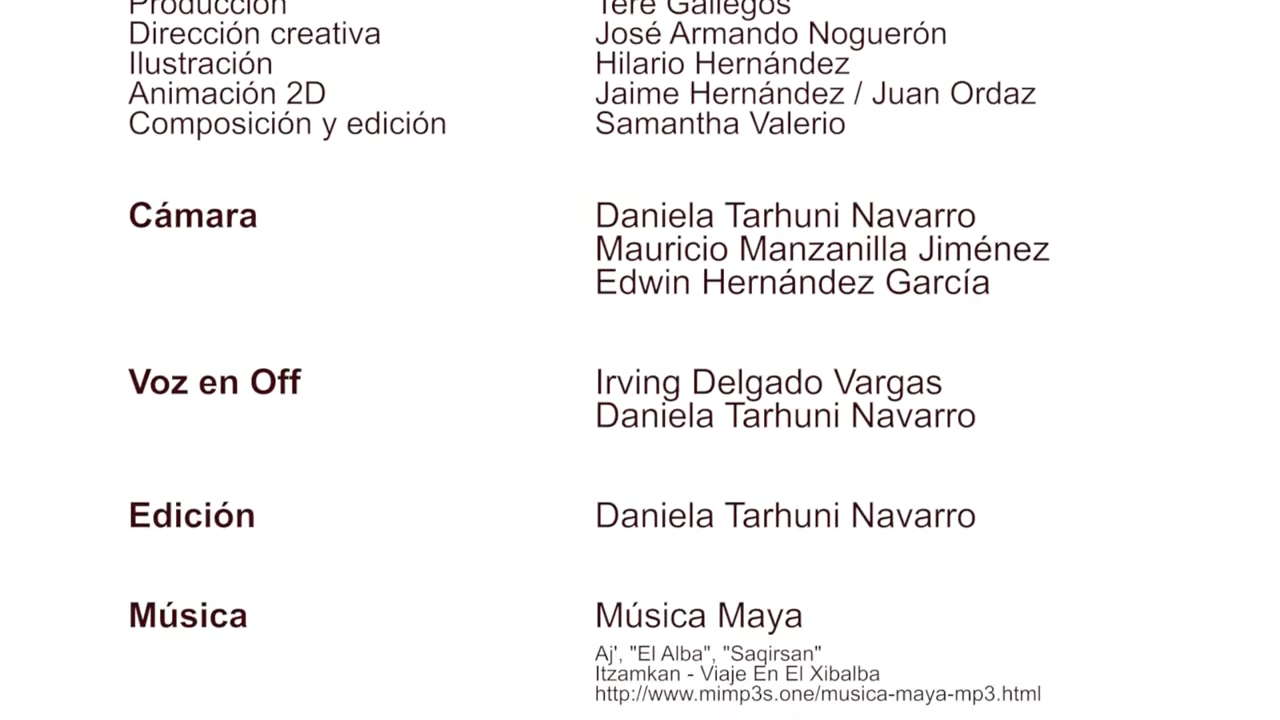 Producción Tere Gallegos
Dirección creativa José Armando Noguerón
Ilustración Hilario Hernández
Animación 2D Jaime Hernández / Juan Ordaz
Composición y edición Samantha Valerio
Cámara Daniela Tarhuni Navarro
Mauricio Manzanilla Jiménez
Edwin Hernández García
Voz en Off Irving Delgado Vargas
Daniela Tarhuni Navarro
Edición Daniela Tarhuni Navarro
Música Música Maya
Aj', "El Alba", "Saqirsan"
Itzamkan - Viaje En El Xibalba
http://www.mimp3s.one/musica-maya-mp3.html